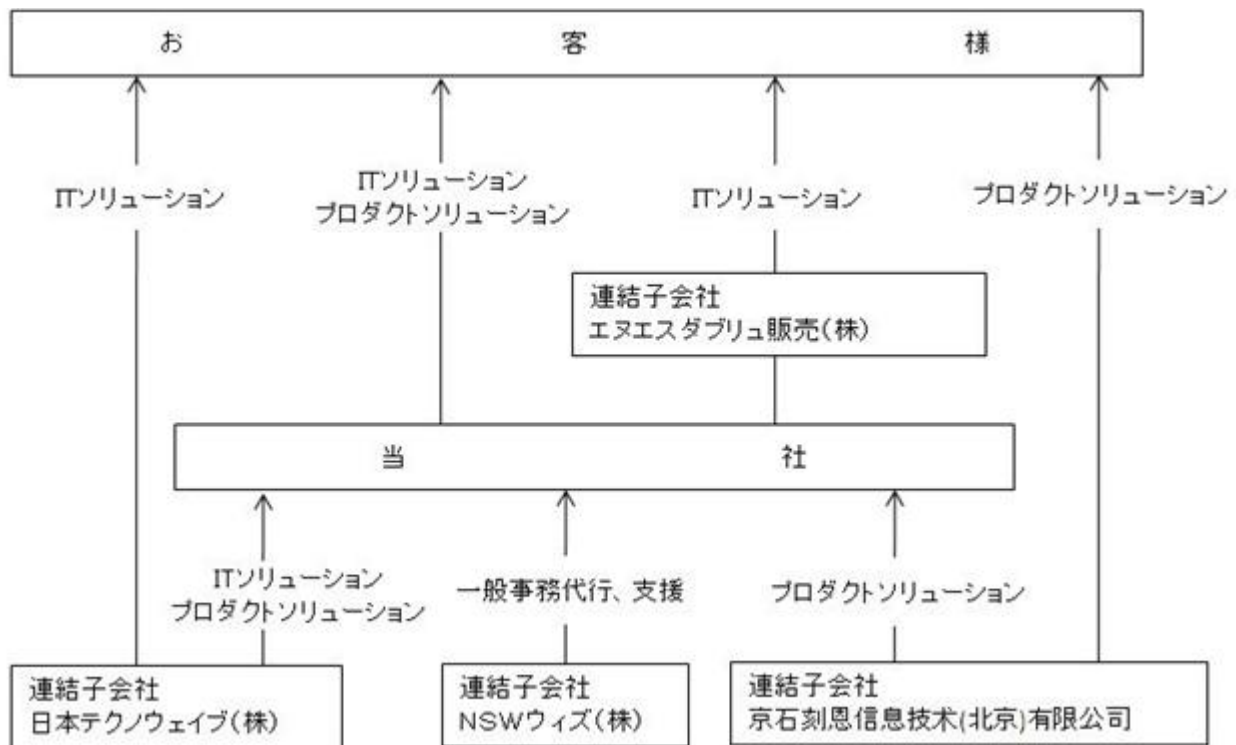 お客様
ITソリューション
ITソリューション
プロダクトソリューション
ITソリューション
プロダクトソリューション
連結子会社
エヌエスダブリュ販売(株)
当社
ITソリューション
プロダクトソリューション
一般事務代行、支援
プロダクトソリューション
連結子会社
日本テクノウェイブ(株)
連結子会社
NSWウィズ(株)
連結子会社
京石刻恩信息技术(北京)有限公司